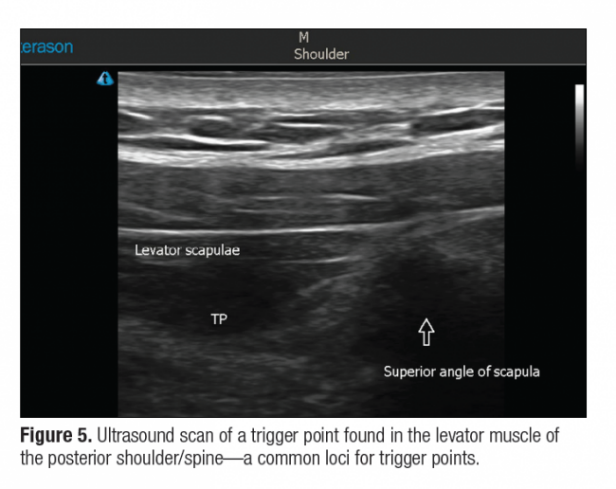 erason
M
Shoulder
Levator scapulae
TP
Superior angle of scapula
Figure 5. Ultrasound scan of a trigger point found in the levator muscle of
the posterior shoulder/spine—a common loci for trigger points.